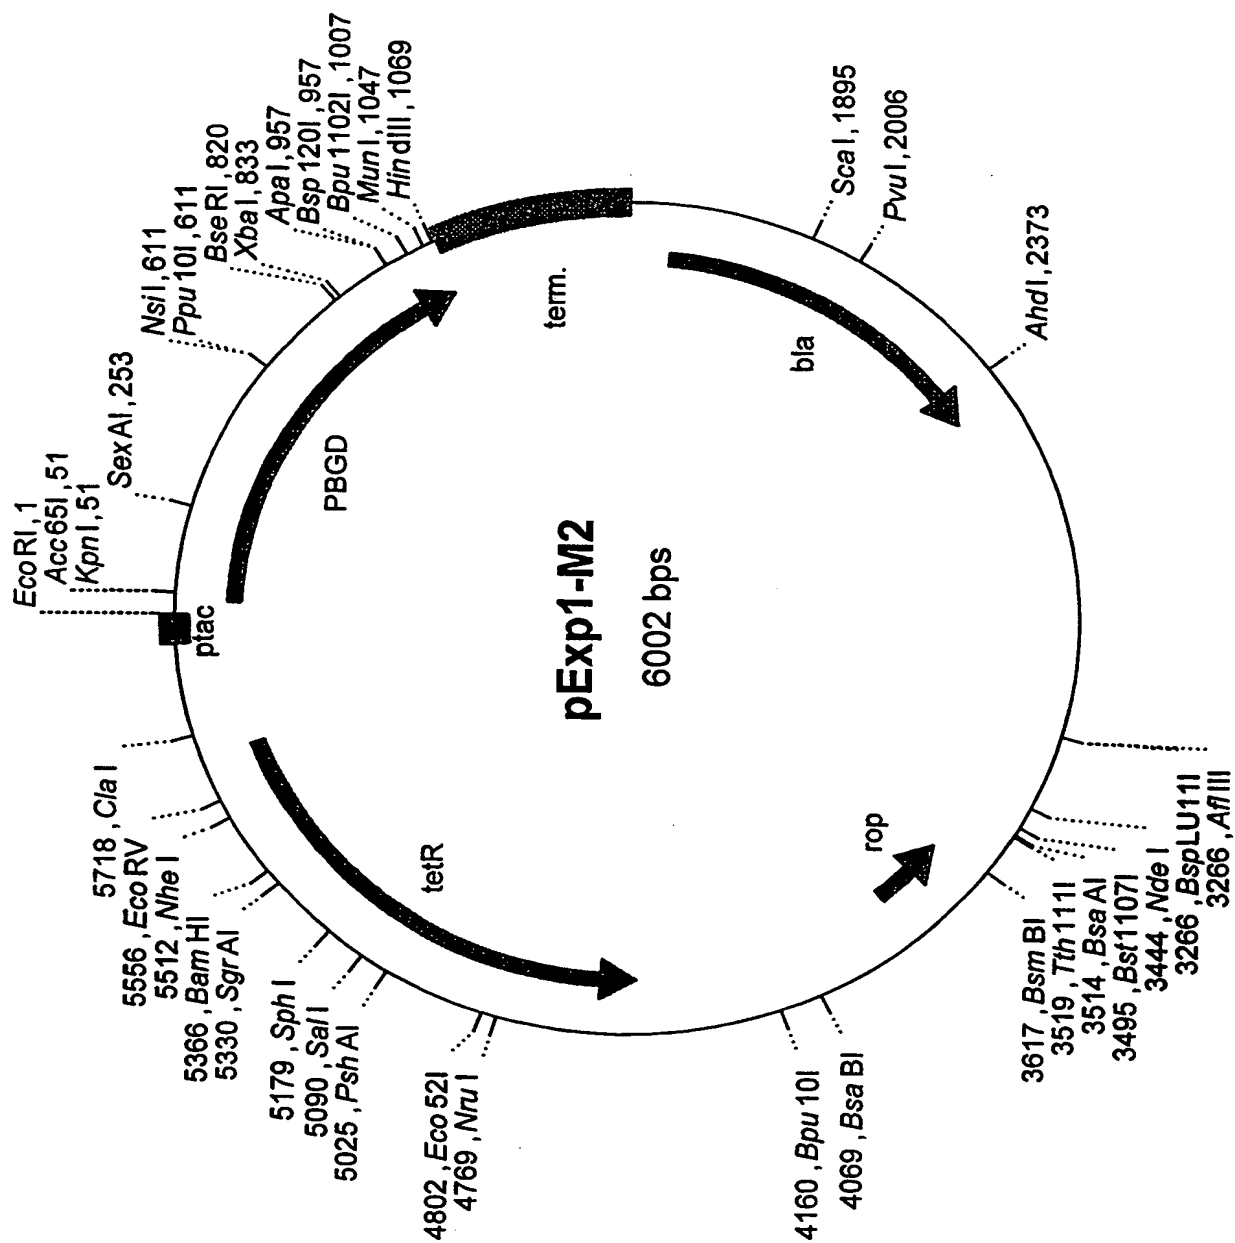 EcoRI, 1
Acc65I, 51
KpnI, 51
SexAI, 253
NsiI, 611
Ppu10I, 611
BseRI, 820
XbaI, 833
ApaI, 957
Bsp120I, 957
Bpu1102I, 1007
MunI, 1047
HindIII, 1069
ScaI, 1895
PvuI, 2006
AhdI, 2373
ptac
PBGD
term.
bla
tetR
rop
pExp1-M2
6002 bps
5718, ClaI
5556, EcoRV
5512, NheI
5366, BamHI
5330, SgrAI
5179, SphI
5090, SalI
5025, PshAI
4802, Eco52I
4769, NruI
4160, Bpu10I
4069, BsaBI
3617, BsmBI
3519, Tth111I
3514, BsaAI
3495, Bst1107I
3444, NdeI
3266, BspLU11I
3266, AflIII